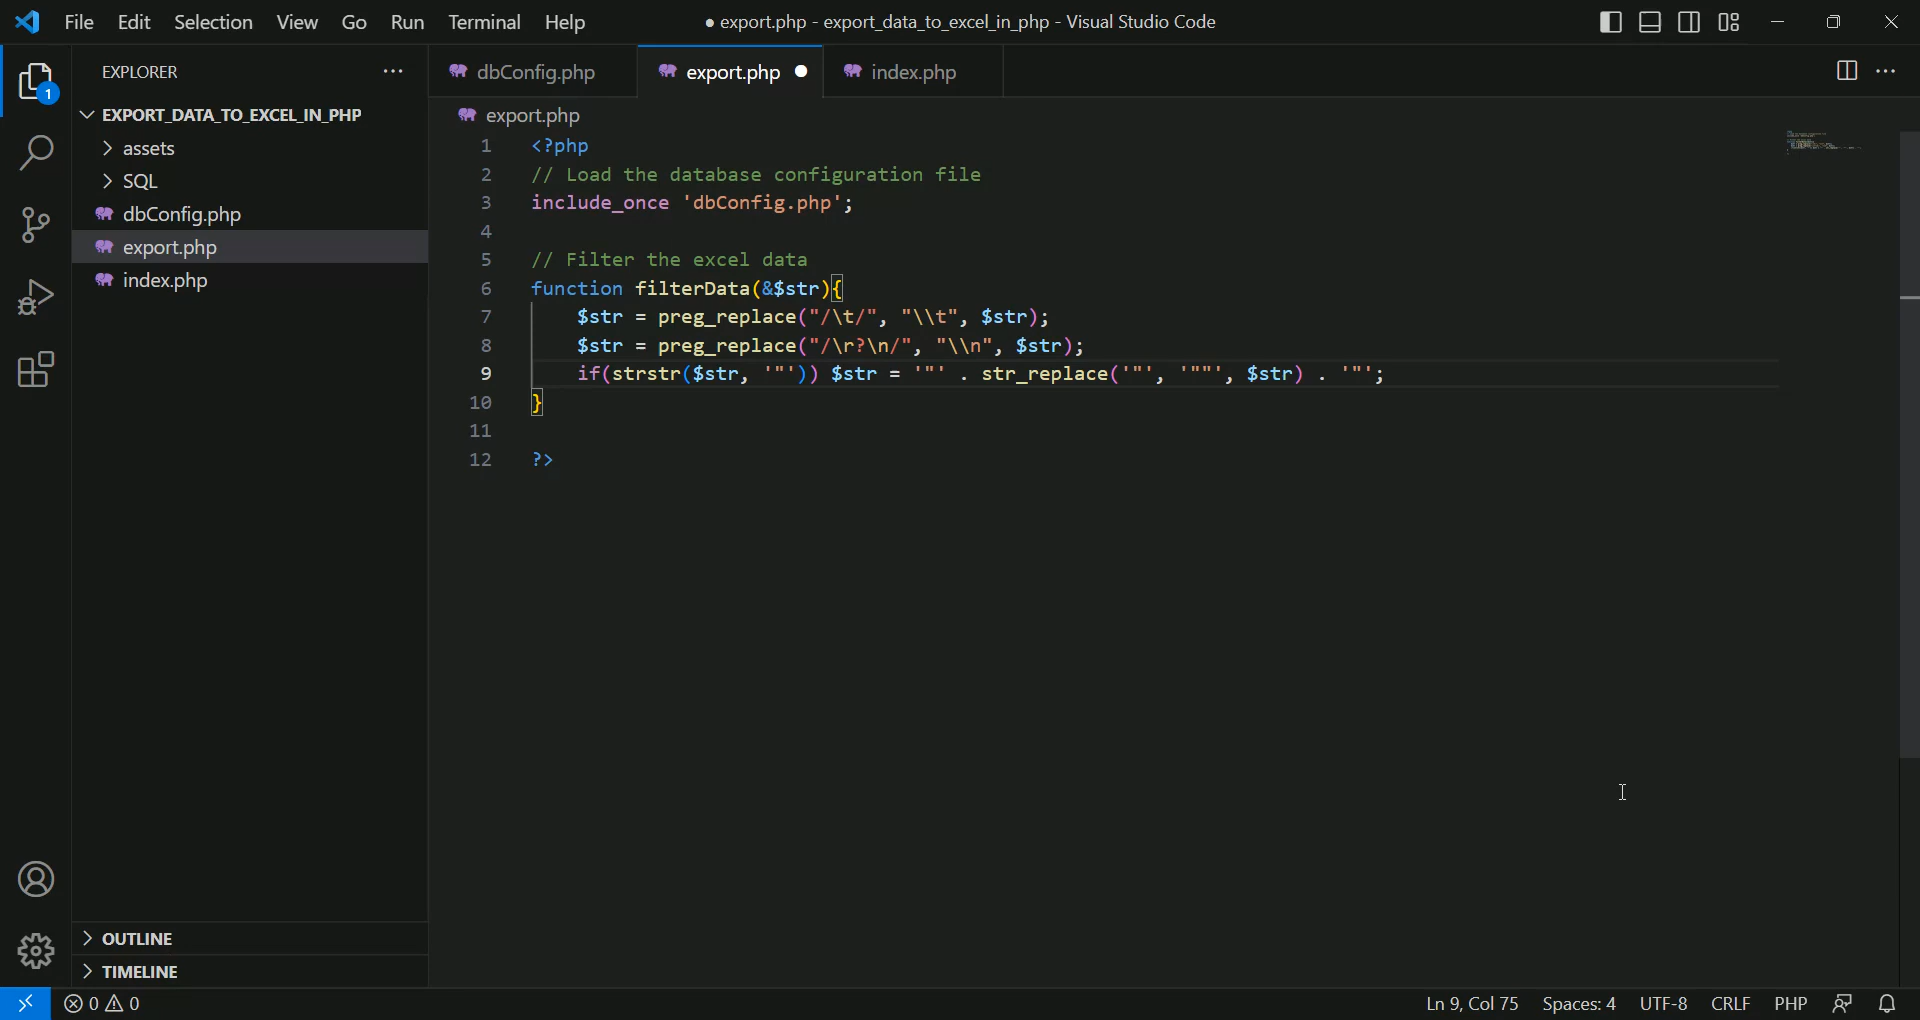 File Edit Selection View Go Run Terminal Help
● export.php - export_data_to_excel_in_php - Visual Studio Code
EXPLORER
EXPORT_DATA_TO_EXCEL_IN_PHP
assets
SQL
dbConfig.php
export.php
index.php
OUTLINE
TIMELINE
1
dbConfig.php export.php index.php
export.php
1 <?php
2 // Load the database configuration file
3 include_once 'dbConfig.php';
4
5 // Filter the excel data
6 function filterData(&$str){
7 $str = preg_replace("/\t/", "\\t", $str);
8 $str = preg_replace("/\r?\n/", "\\n", $str);
9 if(strstr($str, '"')) $str = '"' . str_replace('"', '""', $str) . '"';
10 }
11
12 ?>
0 0
Ln 9, Col 75 Spaces: 4 UTF-8 CRLF PHP